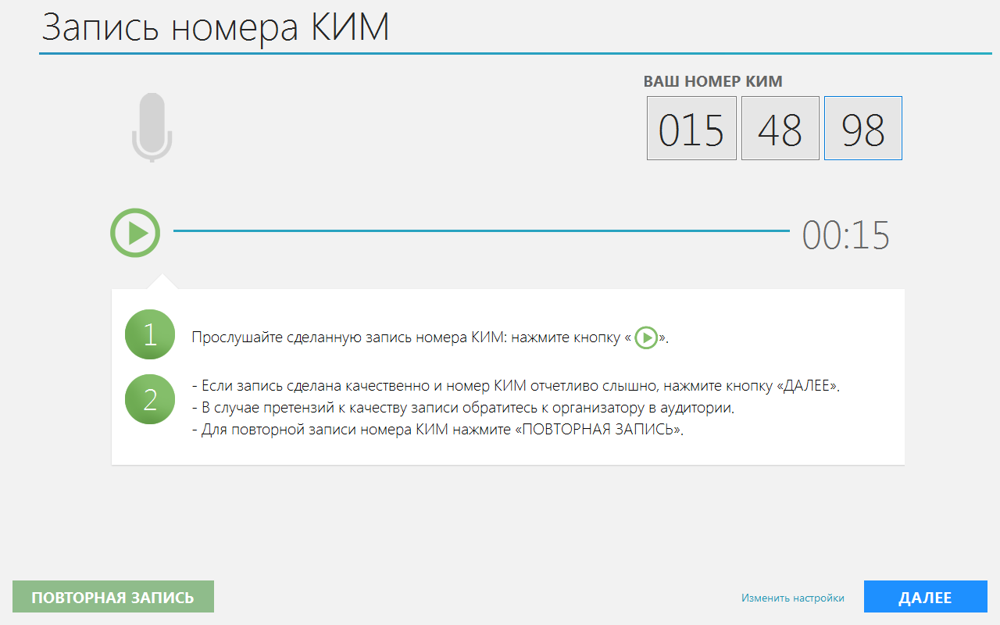 Запись номера КИМ
ВАШ НОМЕР КИМ
015 48 98
00:15
1 Прослушайте сделанную запись номера КИМ: нажмите кнопку « ».
2 - Если запись сделана качественно и номер КИМ отчетливо слышно, нажмите кнопку «ДАЛЕЕ».
- В случае претензий к качеству записи обратитесь к организатору в аудитории.
- Для повторной записи номера КИМ нажмите «ПОВТОРНАЯ ЗАПИСЬ».
ПОВТОРНАЯ ЗАПИСЬ Изменить настройки ДАЛЕЕ